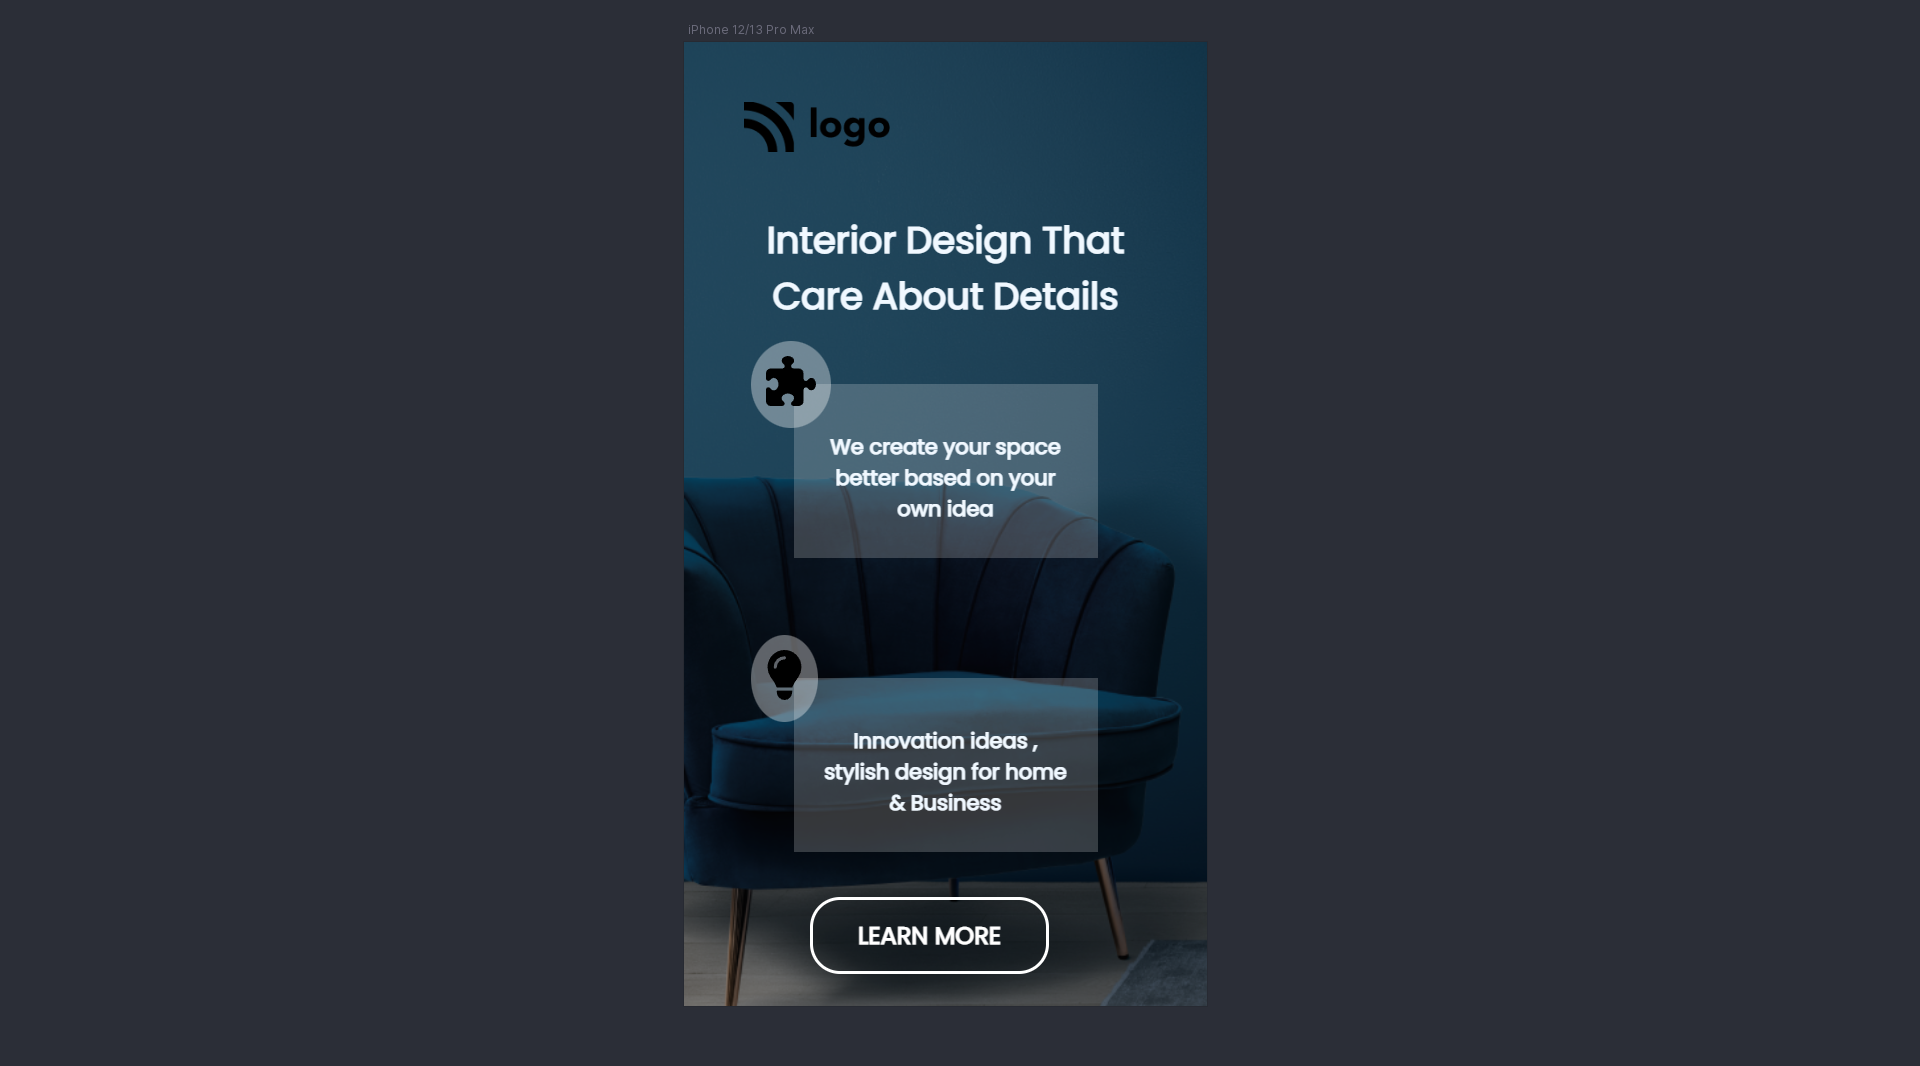 iPhone 12/13 Pro Max
logo
Interior Design That
Care About Details
We create your space
better based on your
own idea
Innovation ideas ,
stylish design for home
& Business
LEARN MORE